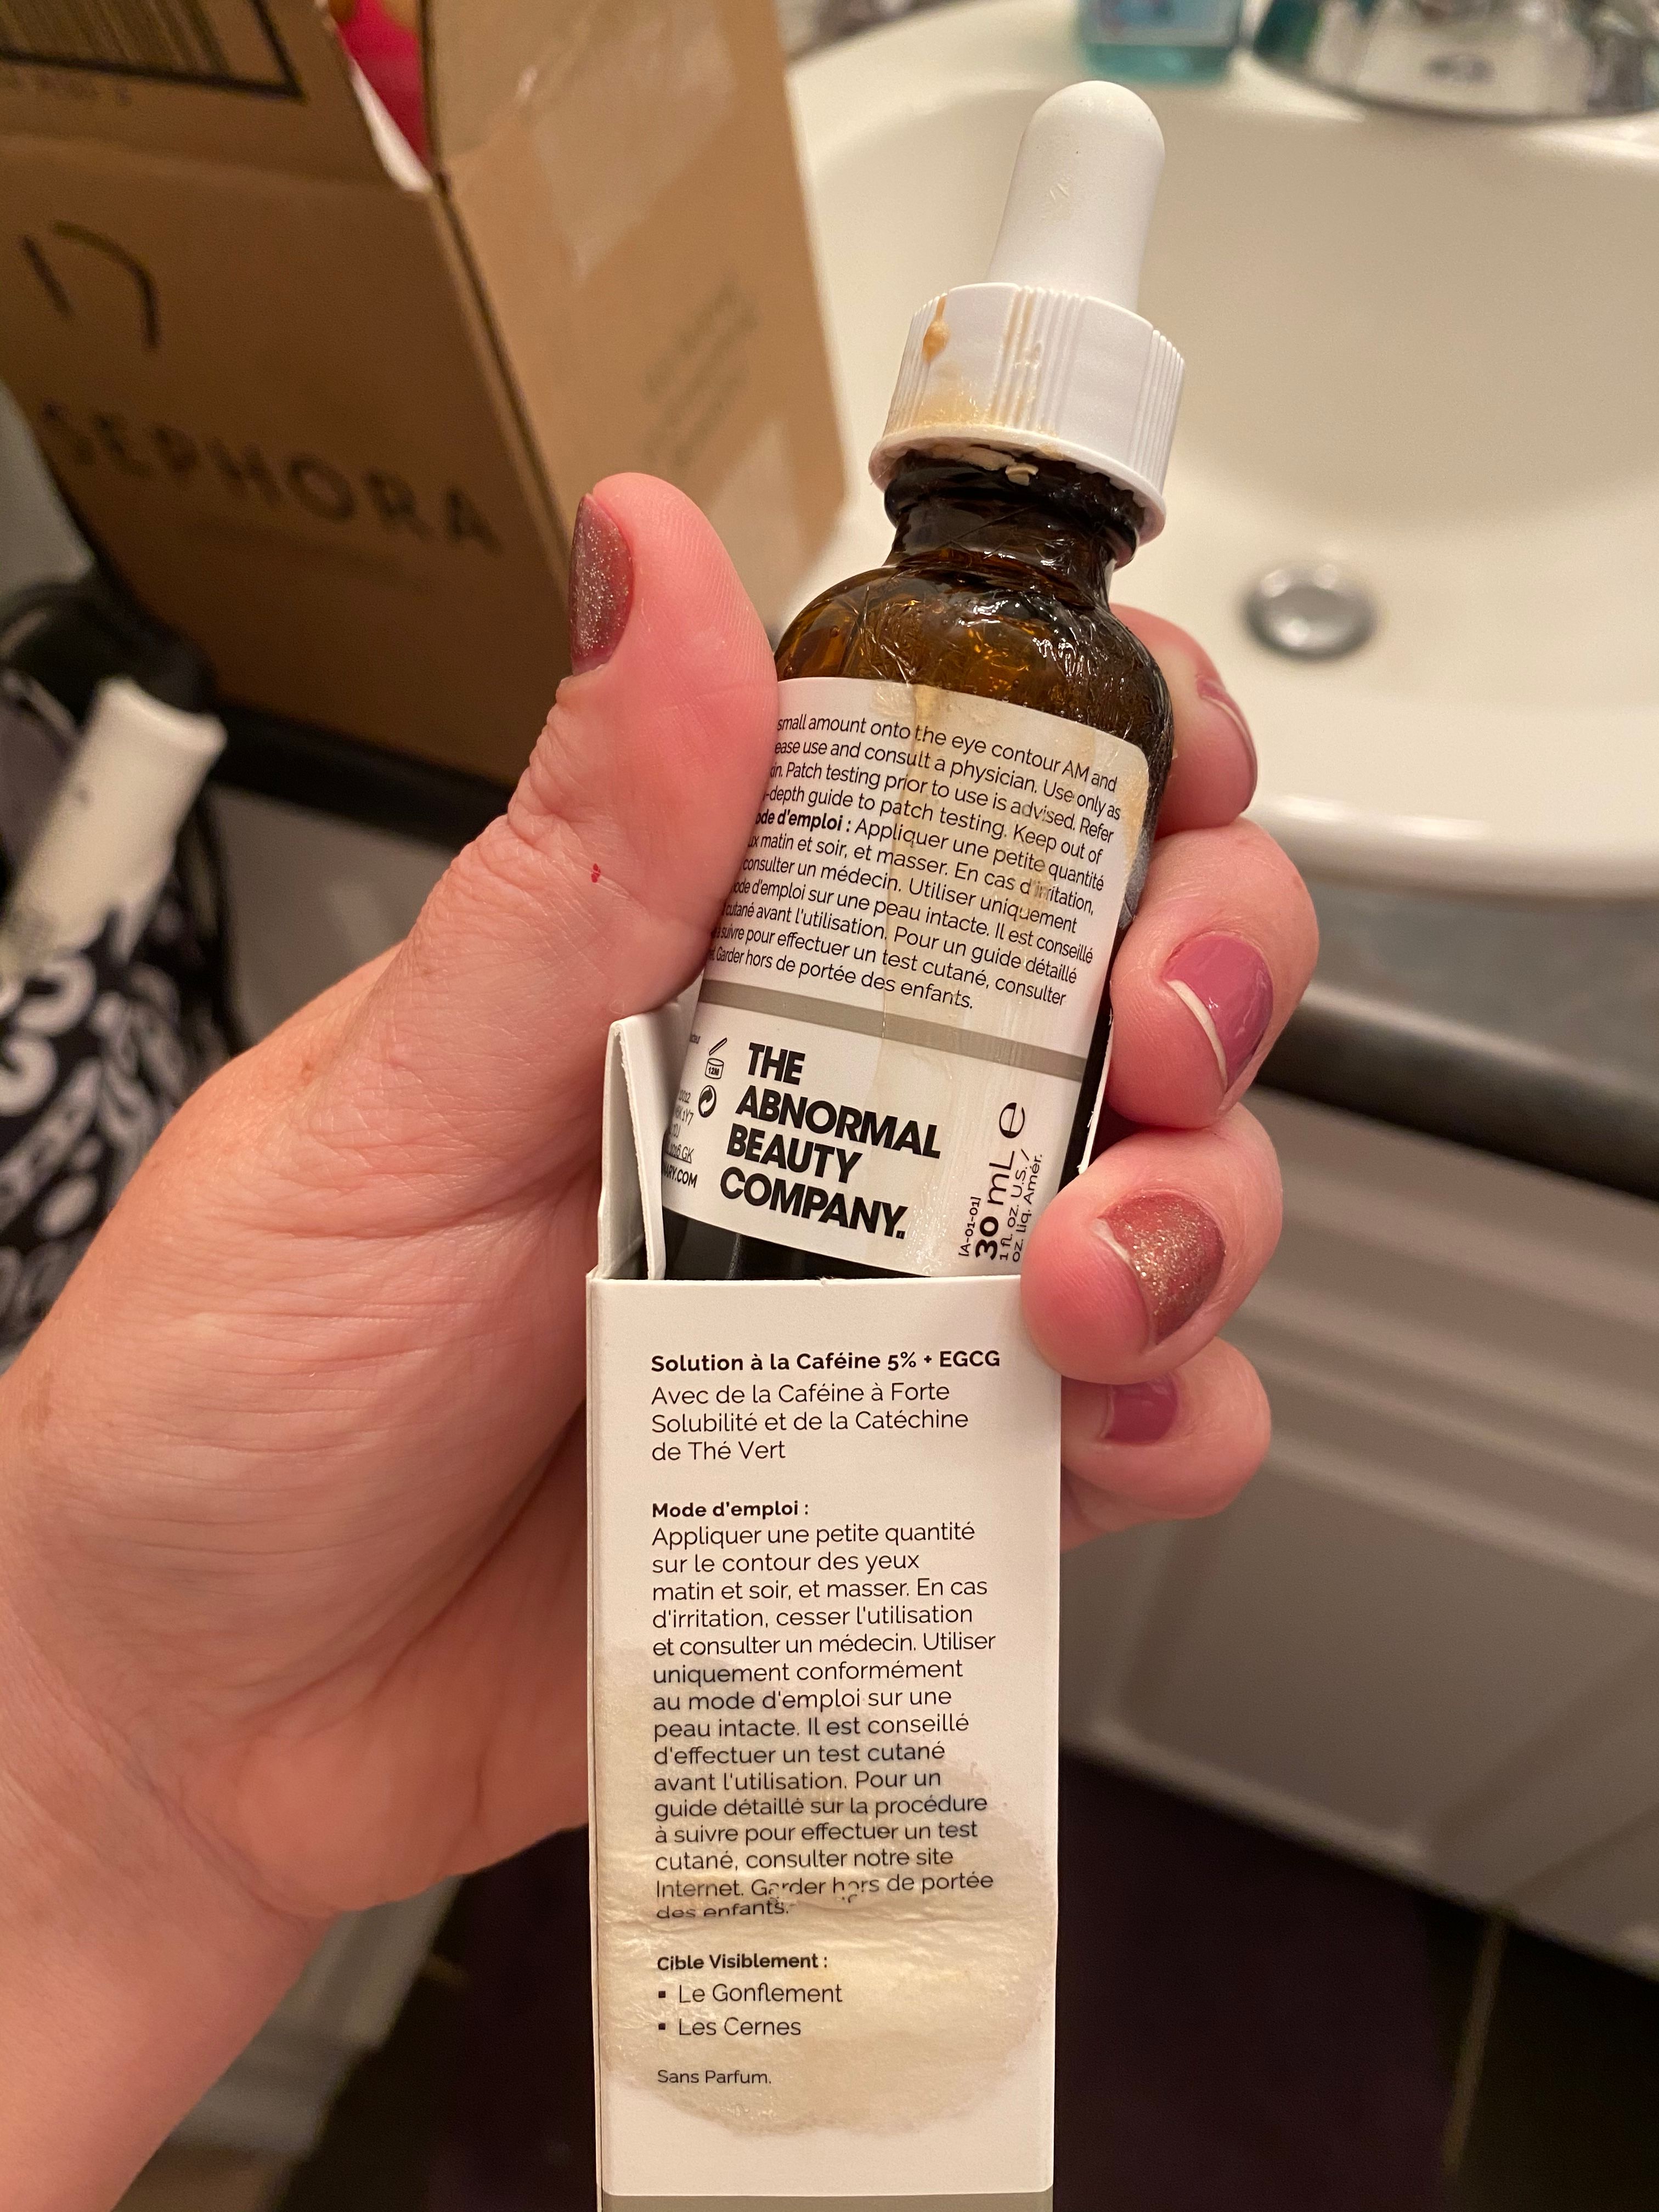 SEPHORA
small amount onto the eye contour AM and
ease use and consult a physician. Use only as
in. Patch testing prior to use is advised. Refer
-depth guide to patch testing. Keep out of
ode d'emploi : Appliquer une petite quantité
ux matin et soir, et masser. En cas d'irritation,
consulter un médecin. Utiliser uniquement
ode d'emploi sur une peau intacte. Il est conseillé
cutané avant l'utilisation. Pour un guide détaillé
à suivre pour effectuer un test cutané, consulter
Garder hors de portée des enfants.
12M
THE
ABNORMAL
BEAUTY
COMPANY.
[A-01-01]
30 mL e
1 fl. oz. U.S. /
oz. liq. Amér.
Solution à la Caféine 5% + EGCG
Avec de la Caféine à Forte
Solubilité et de la Catéchine
de Thé Vert
Mode d'emploi :
Appliquer une petite quantité
sur le contour des yeux
matin et soir, et masser. En cas
d'irritation, cesser l'utilisation
et consulter un médecin. Utiliser
uniquement conformément
au mode d'emploi sur une
peau intacte. Il est conseillé
d'effectuer un test cutané
avant l'utilisation. Pour un
guide détaillé sur la procédure
à suivre pour effectuer un test
cutané, consulter notre site
Internet. Garder hors de portée
des enfants.
Cible Visiblement :
▪ Le Gonflement
▪ Les Cernes
Sans Parfum.